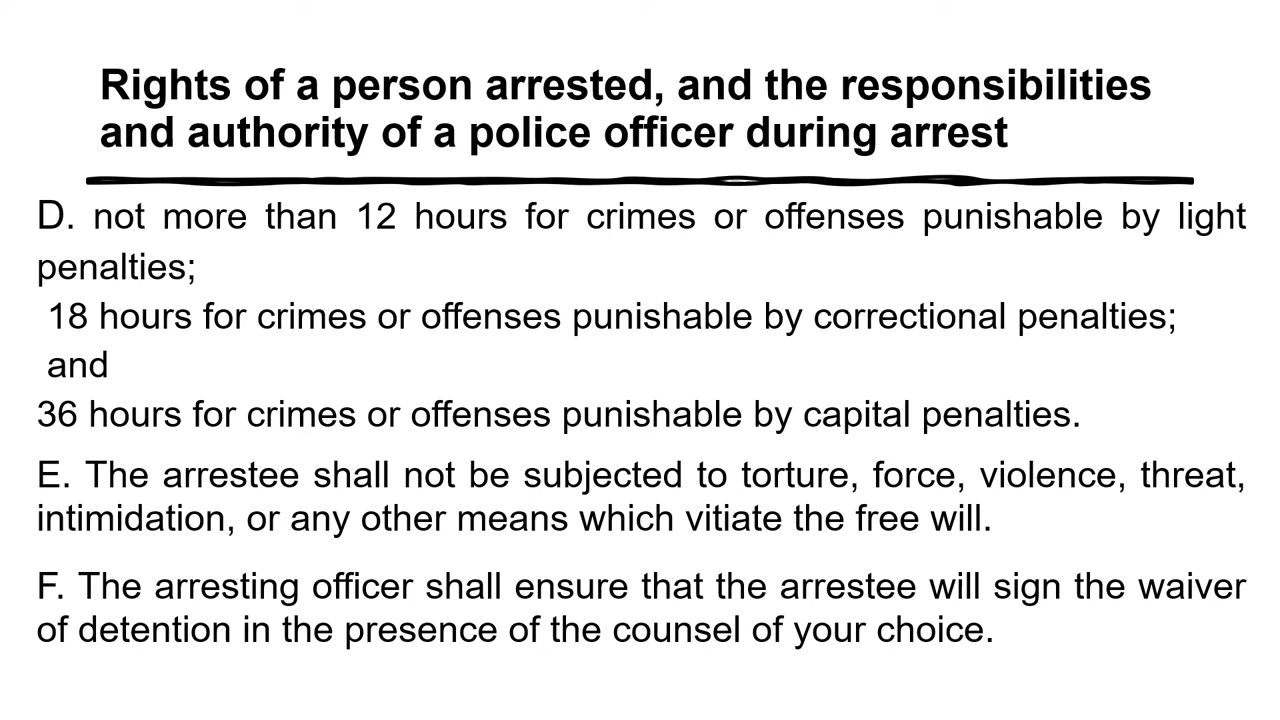 Rights of a person arrested, and the responsibilities
and authority of a police officer during arrest
D. not more than 12 hours for crimes or offenses punishable by light
penalties;
18 hours for crimes or offenses punishable by correctional penalties;
and
36 hours for crimes or offenses punishable by capital penalties.
E. The arrestee shall not be subjected to torture, force, violence, threat,
intimidation, or any other means which vitiate the free will.
F. The arresting officer shall ensure that the arrestee will sign the waiver
of detention in the presence of the counsel of your choice.